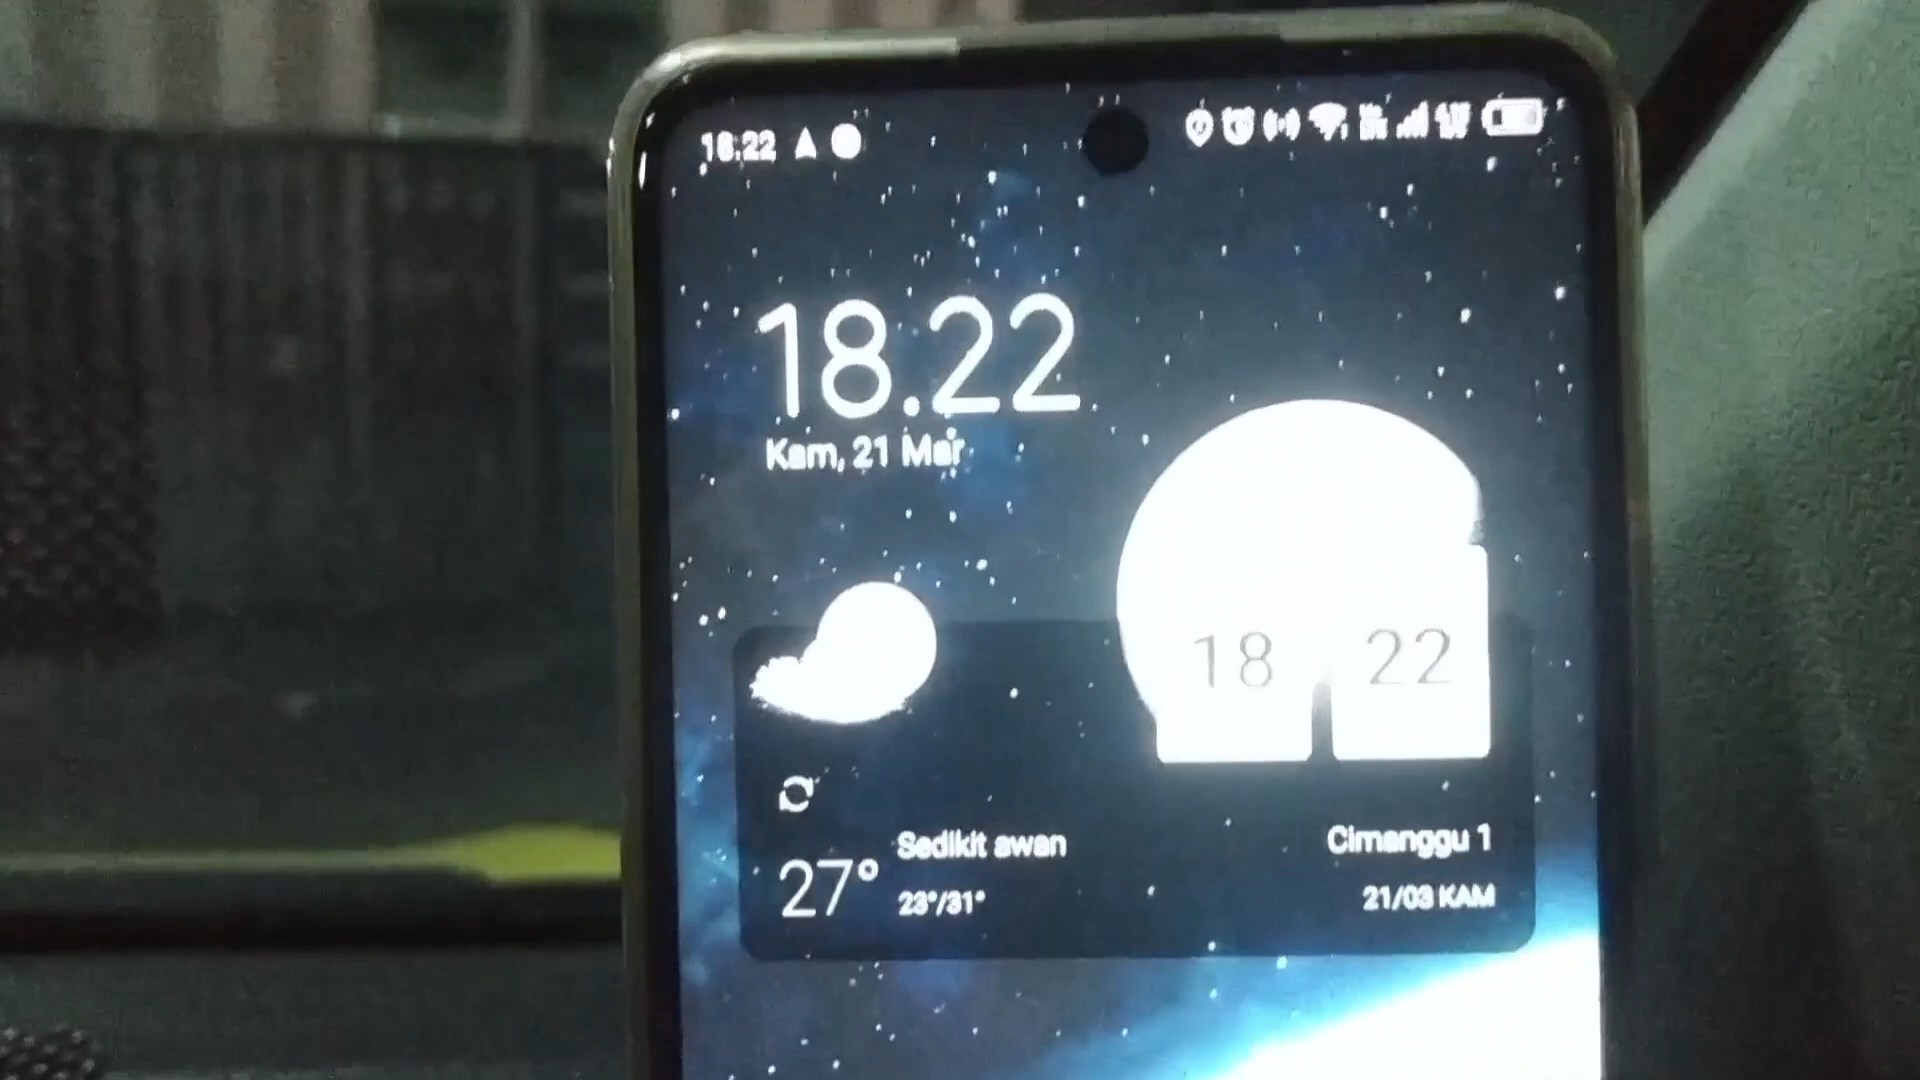 18:22
18.22
Kam, 21 Mar
18 22
27°
Sedikit awan
23°/31°
Cimanggu 1
21/03 KAM